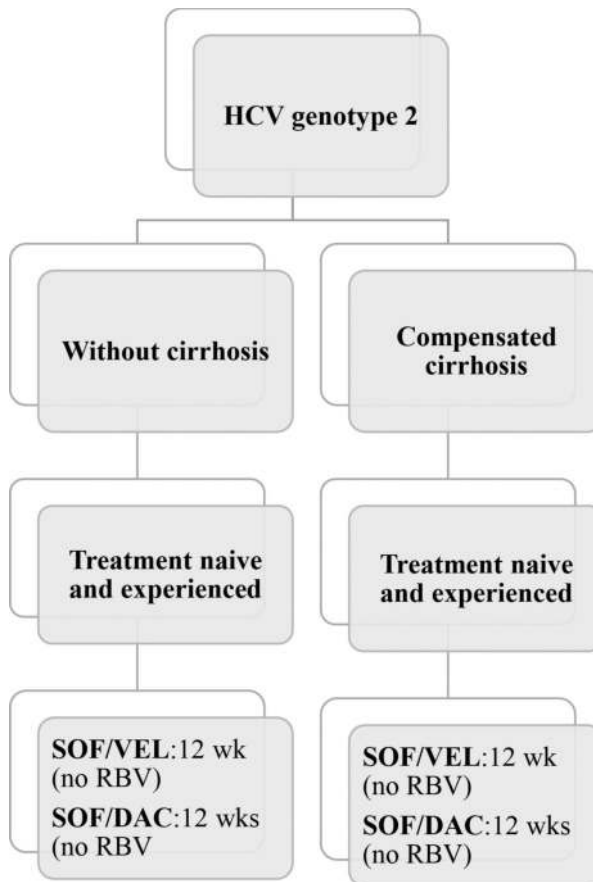 HCV genotype 2
Without cirrhosis
Compensated
cirrhosis
Treatment naive
and experienced
Treatment naive
and experienced
SOF/VEL:12 wk
(no RBV)
SOF/DAC:12 wks
(no RBV
SOF/VEL:12 wk
(no RBV)
SOF/DAC:12 wks
(no RBV)